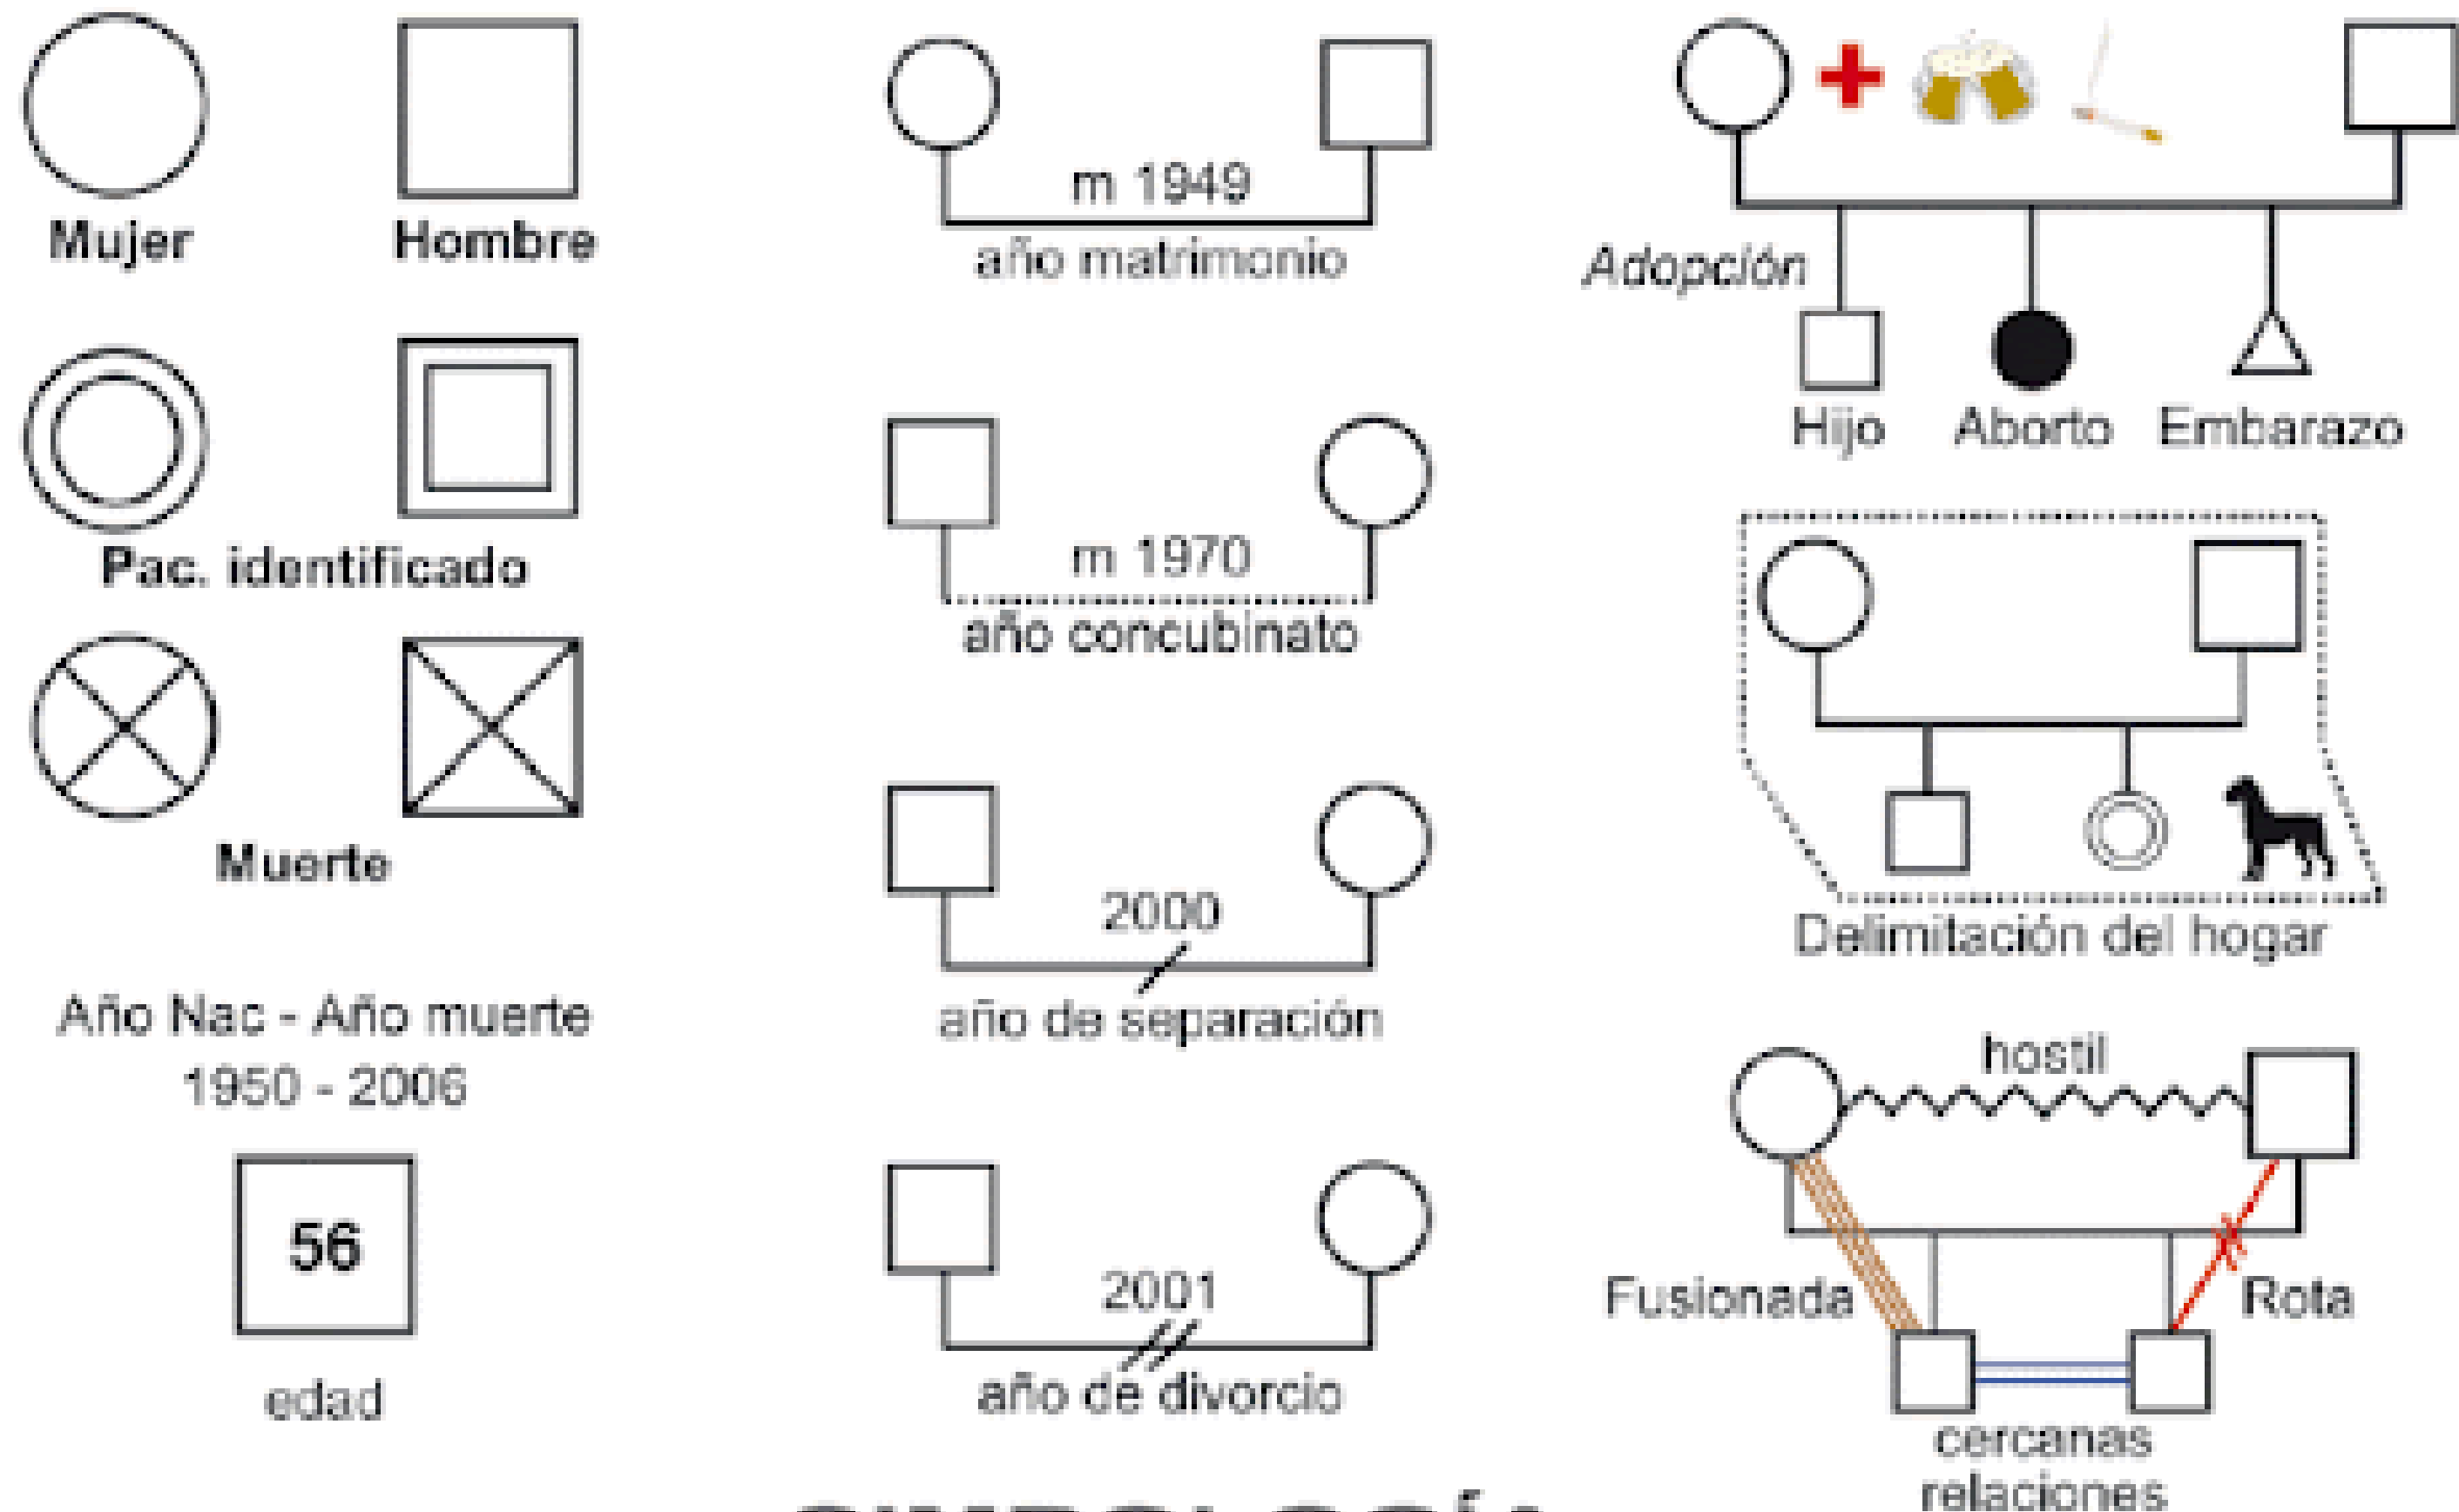 Mujer
Hombre
Pac. identificado
Muerte
Año Nac - Año muerte
1950 - 2006
56
edad
m 1949
año matrimonio
m 1970
año concubinato
2000
año de separación
2001
año de divorcio
Adopción
Hijo
Aborto
Embarazo
Delimitación del hogar
hostil
Fusionada
Rota
cercanas
relaciones